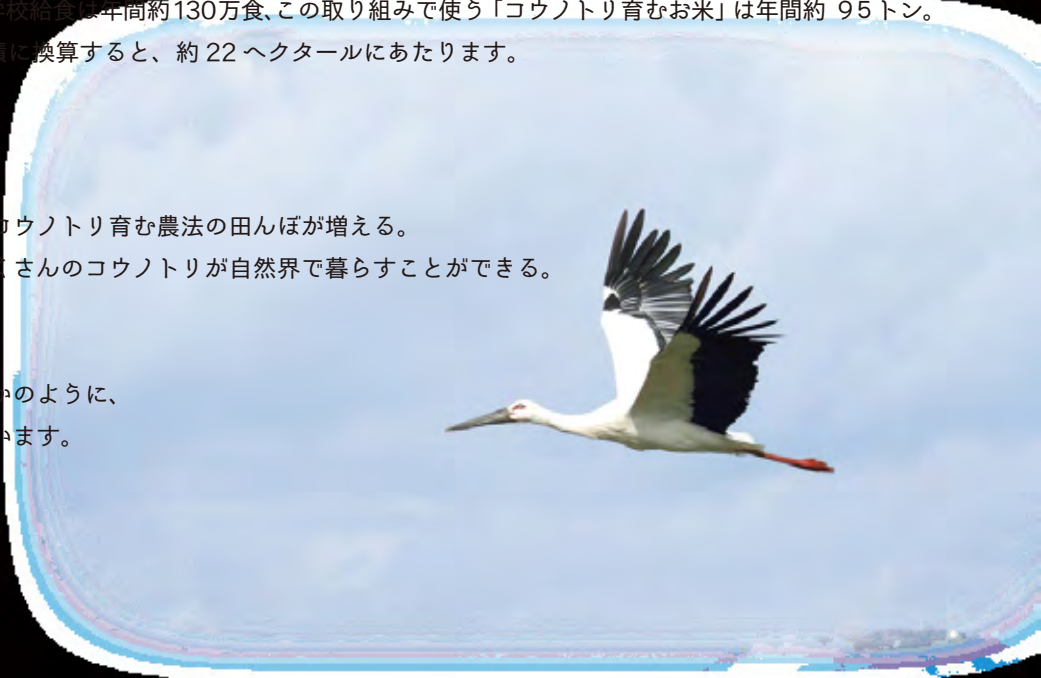 校給食は年間約130万食、この取り組みで使う「コウノトリ育むお米」は年間約 95トン。
に換算すると、約 22 ヘクタールにあたります。
コウノトリ育む農法の田んぼが増える。
さんのコウノトリが自然界で暮らすことができる。
のように、
います。